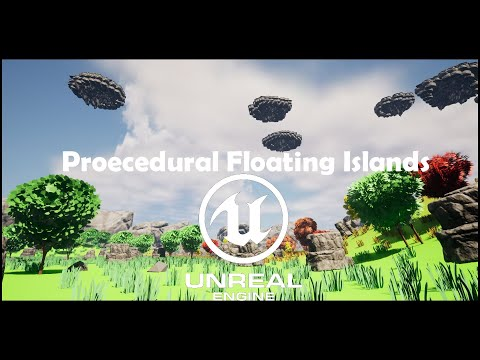 Proecedural Floating Islands
UNREAL
ENGINE